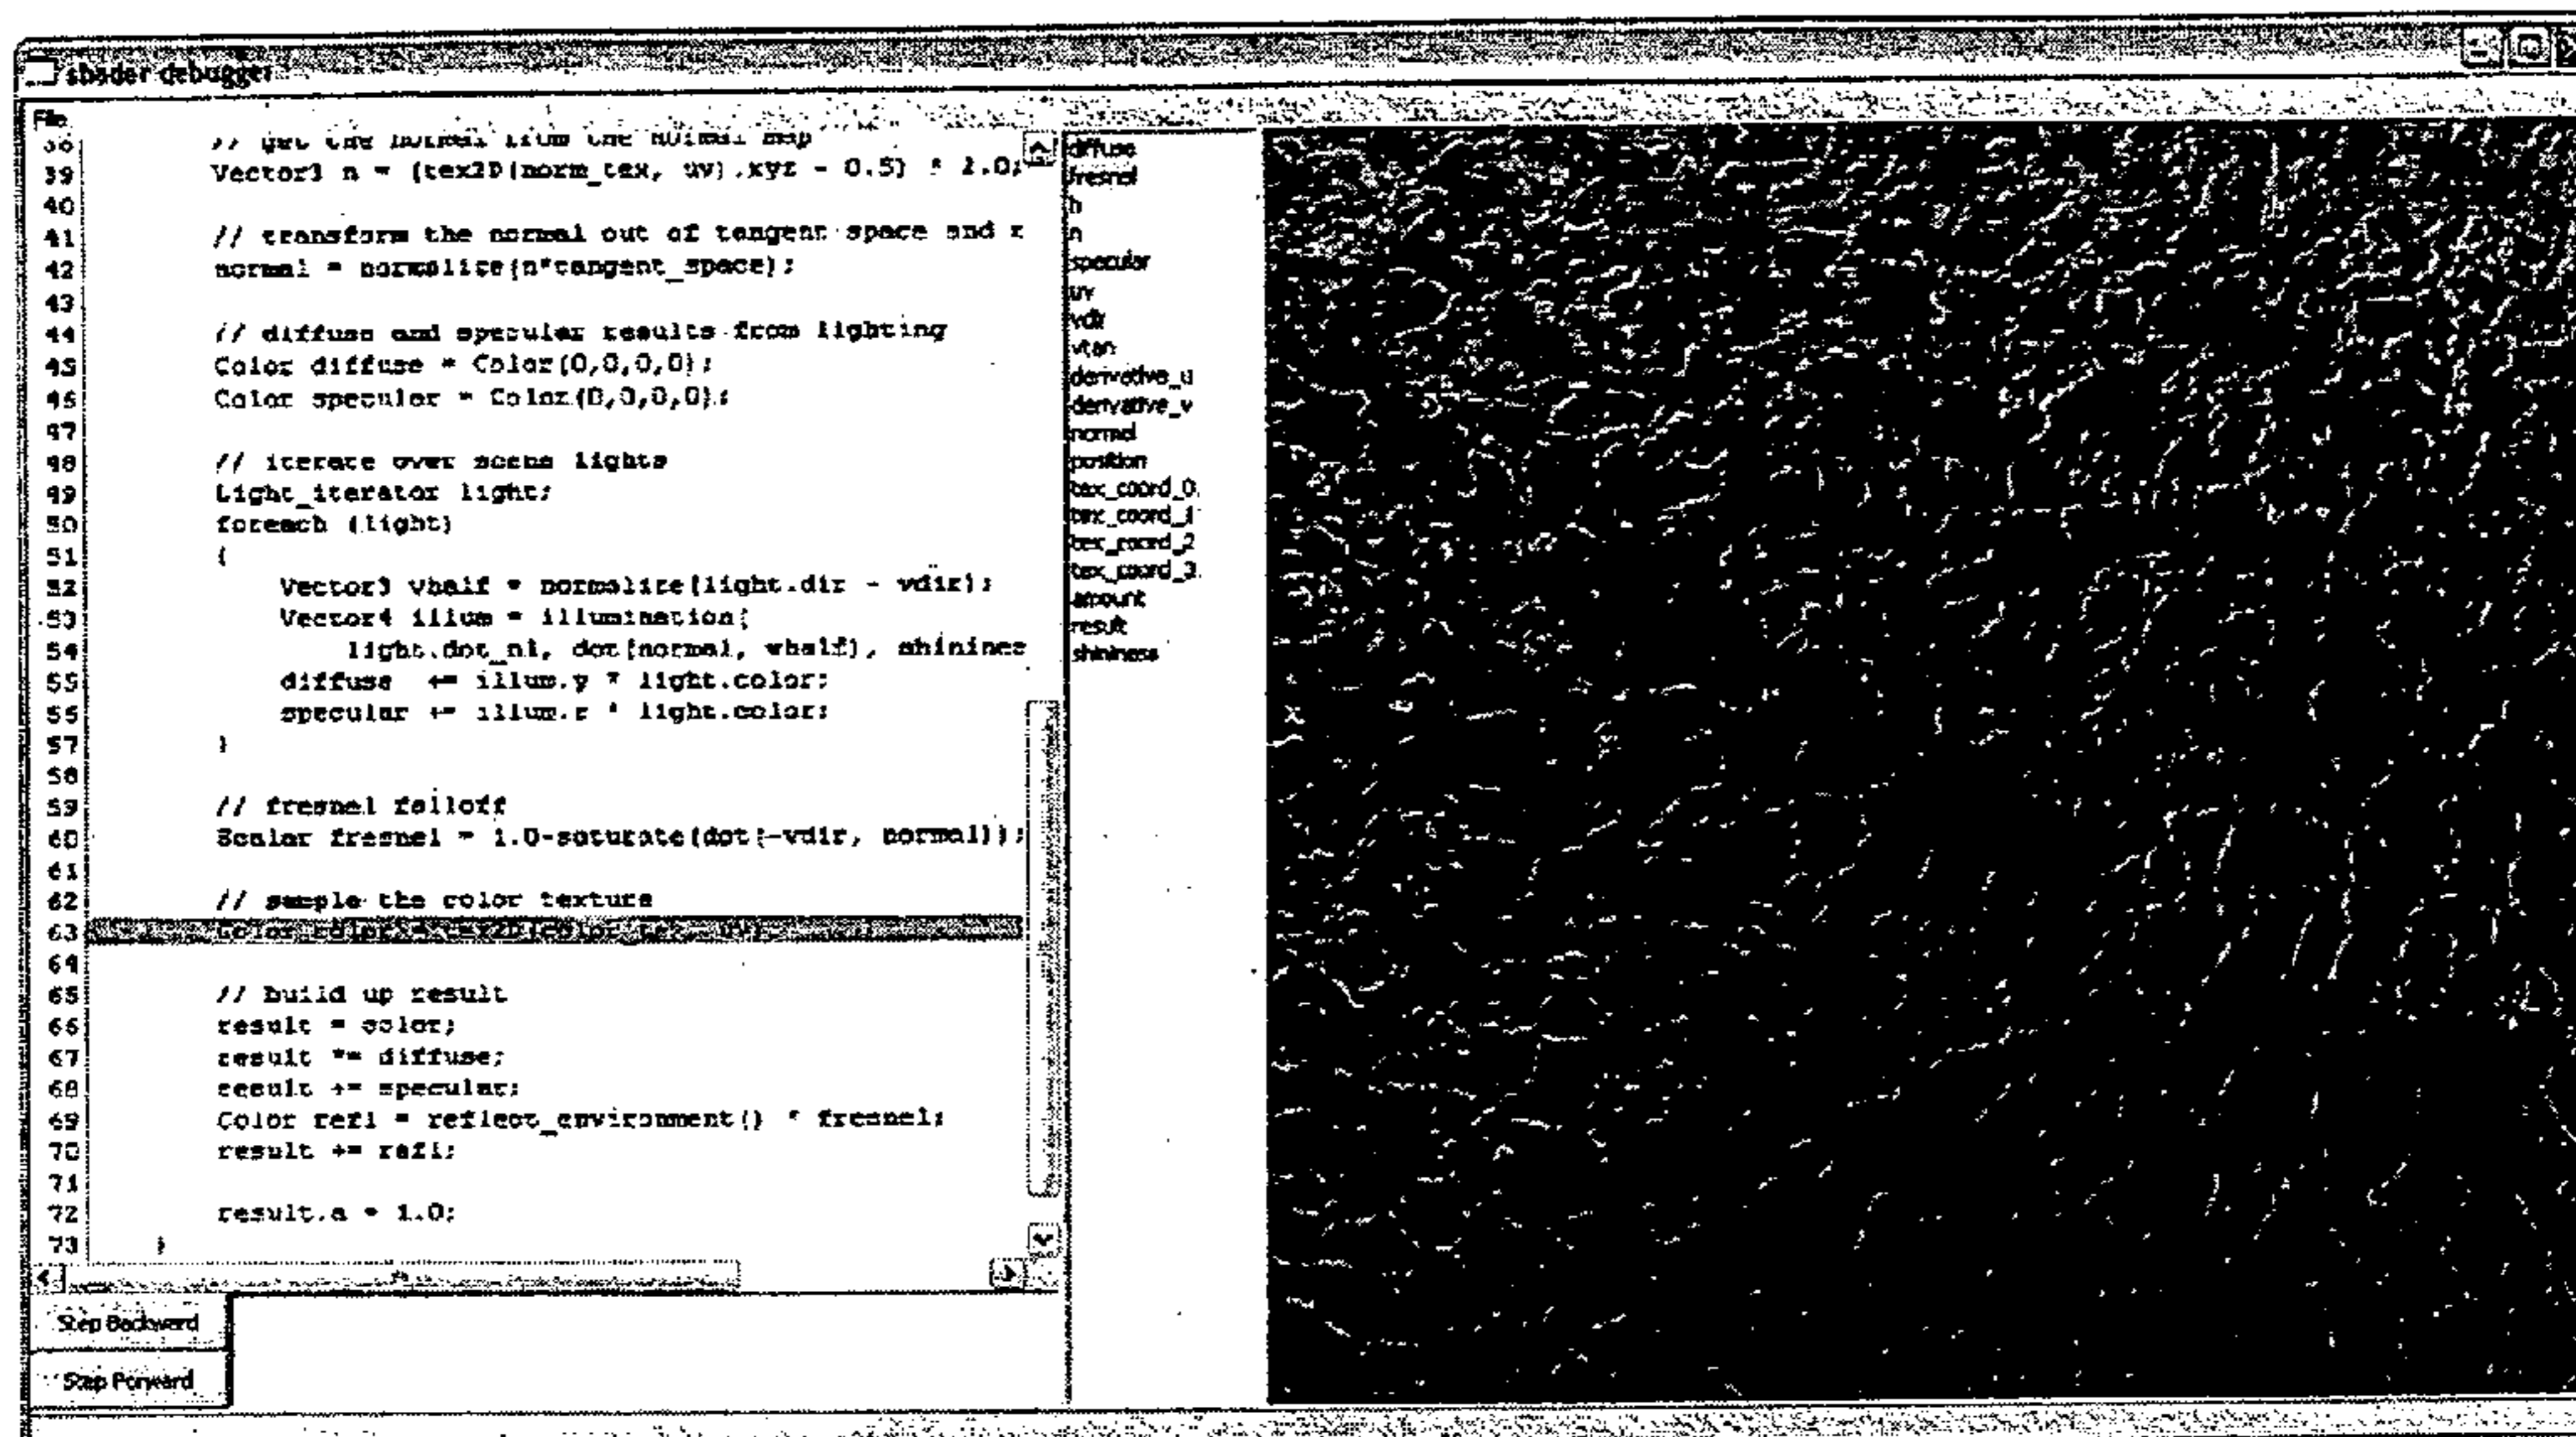 shader debugger
File
38 // get the normal from the normal map
39 Vector3 n = (tex2D(norm_tex, uv).xyz - 0.5) * 2.0;
40
41 // transform the normal out of tangent space and r
42 normal = normalize(n*tangent_space);
43
44 // diffuse and specular results from lighting
45 Color diffuse = Color(0,0,0,0);
46 Color specular = Color(0,0,0,0);
47
48 // iterate over scene lights
49 Light_iterator light;
50 foreach (light)
51 {
52 Vector3 vhalf = normalize(light.dir - vdir);
53 Vector4 illum = illumination(
54 light.dot_nl, dot(normal, vhalf), shinines
55 diffuse += illum.y * light.color;
56 specular += illum.z * light.color;
57 }
58
59 // fresnel falloff
60 Scalar fresnel = 1.0-saturate(dot(-vdir, normal));
61
62 // sample the color texture
63 Color color = tex2D(color_tex, uv);
64
65 // build up result
66 result = color;
67 result *= diffuse;
68 result += specular;
69 Color refl = reflect_environment() * fresnel;
70 result += refl;
71
72 result.a = 1.0;
73 }
Step Backward
Step Forward
diffuse
fresnel
h
n
specular
uv
vdir
vtan
derivative_u
derivative_v
normal
position
tex_coord_0
tex_coord_1
tex_coord_2
tex_coord_3
amount
result
shininess